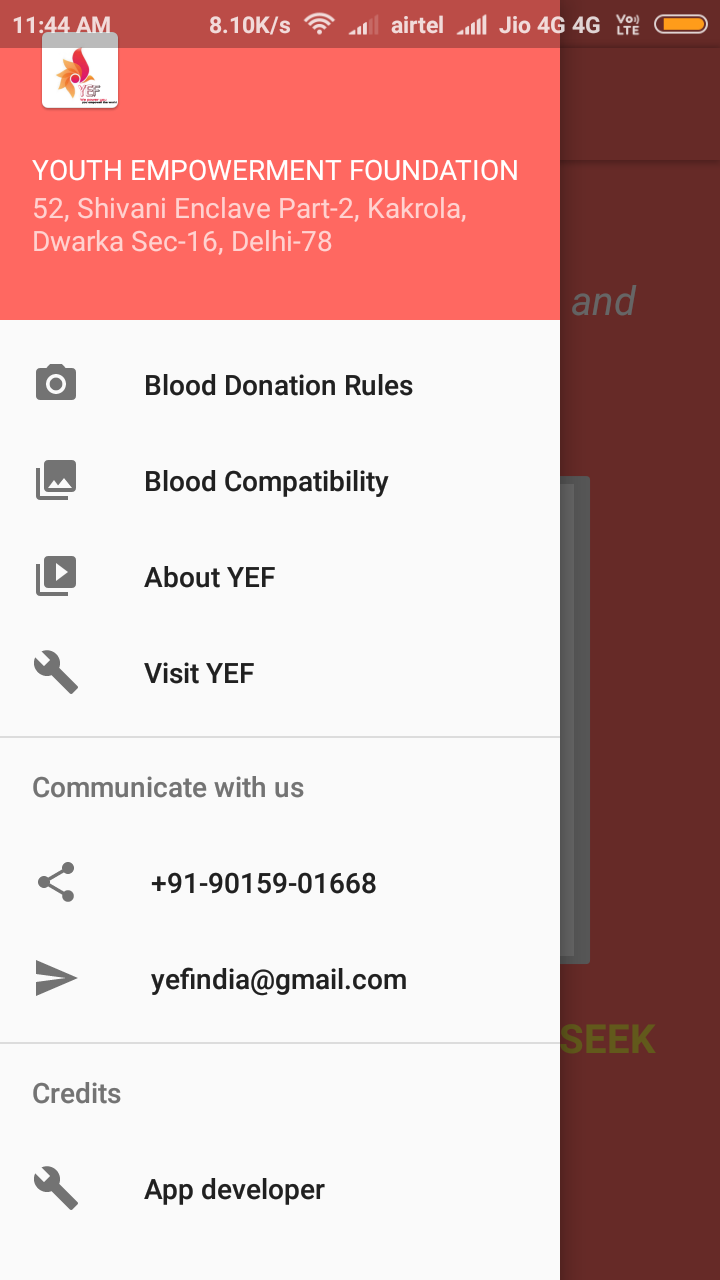 11:44 AM 8.10K/s airtel Jio 4G 4G Vo) LTE
YEF
YOUTH EMPOWERMENT FOUNDATION
52, Shivani Enclave Part-2, Kakrola,
Dwarka Sec-16, Delhi-78
and
Blood Donation Rules
Blood Compatibility
About YEF
Visit YEF
Communicate with us
+91-90159-01668
yefindia@gmail.com
SEEK
Credits
App developer